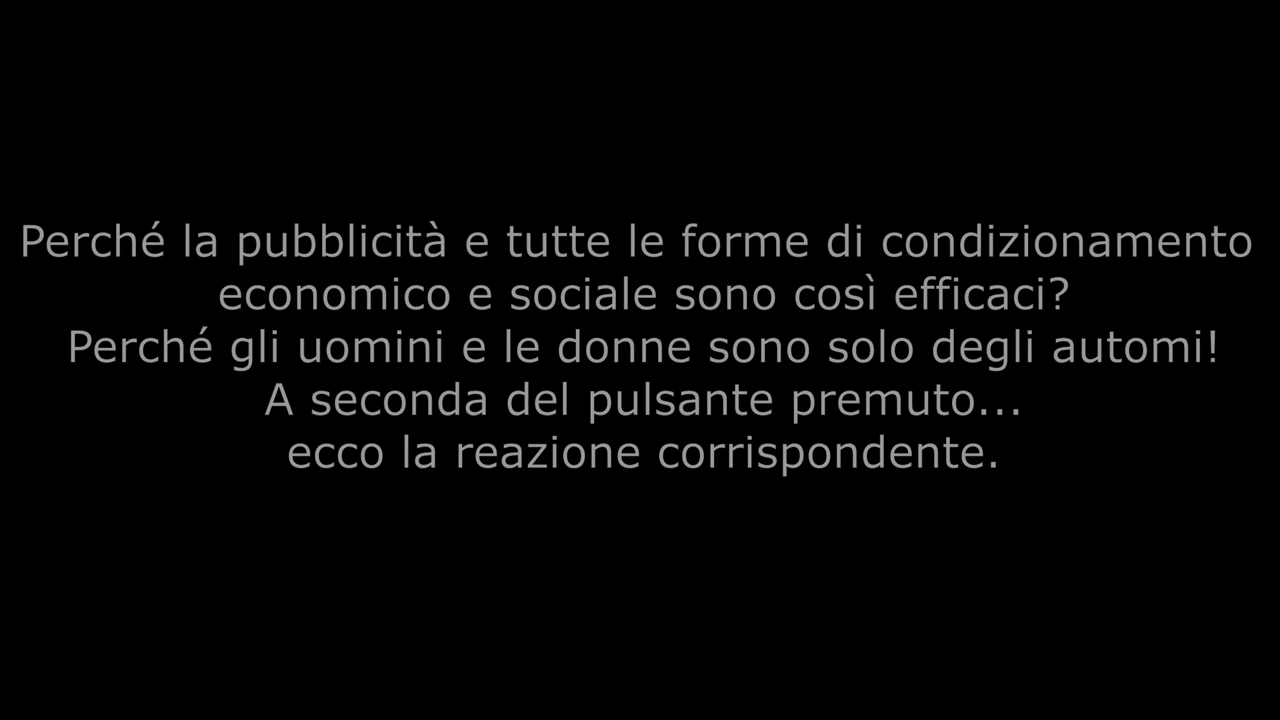 Perché la pubblicità e tutte le forme di condizionamento
economico e sociale sono così efficaci?
Perché gli uomini e le donne sono solo degli automi!
A seconda del pulsante premuto...
ecco la reazione corrispondente.